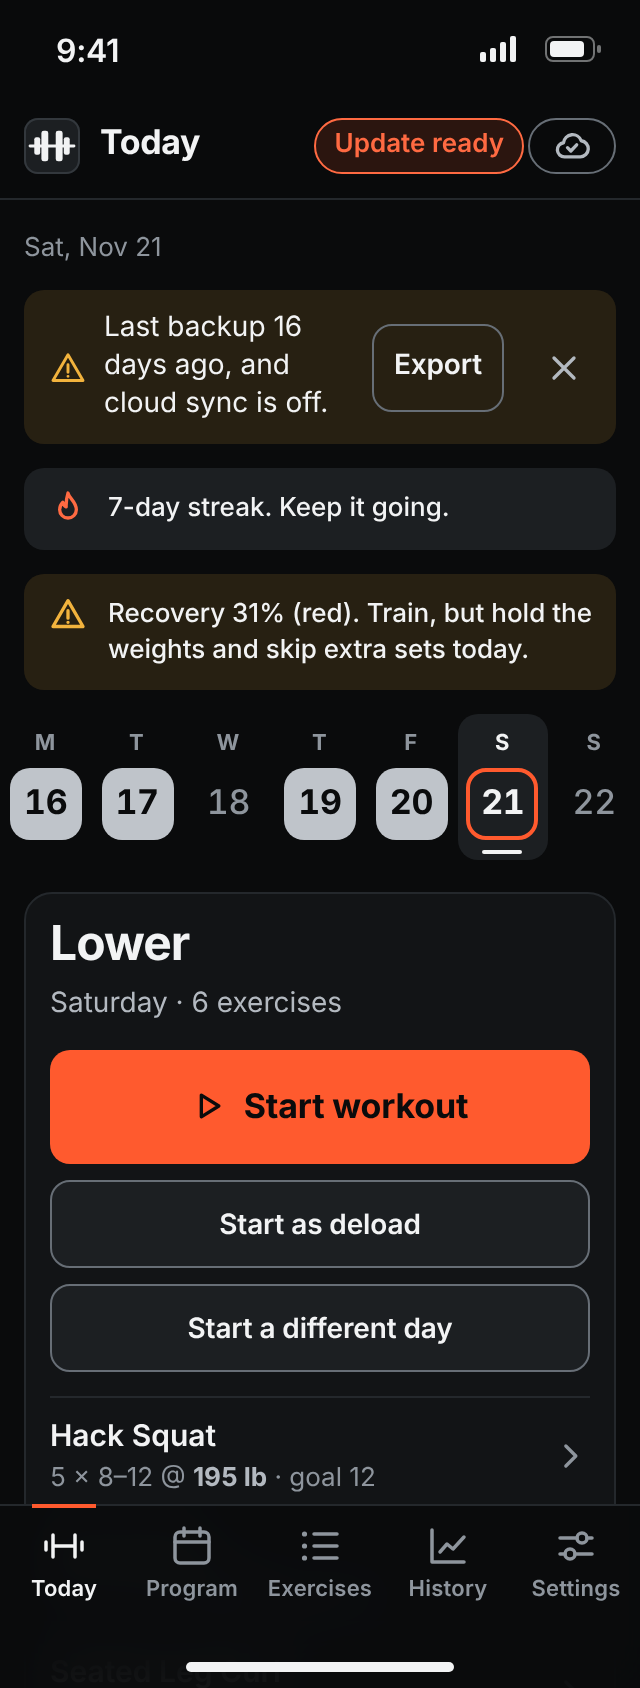 9:41
Today
Update ready
Sat, Nov 21
Last backup 16
days ago, and
cloud sync is off.
Export
7-day streak. Keep it going.
Recovery 31% (red). Train, but hold the
weights and skip extra sets today.
M T W T F S S
16 17 18 19 20 21 22
Lower
Saturday · 6 exercises
Start workout
Start as deload
Start a different day
Hack Squat
5 × 8–12 @ 195 lb · goal 12
Today Program Exercises History Settings
Seated Leg Curl